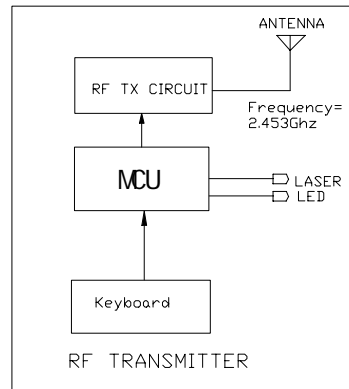 ANTENNA
RF TX CIRCUIT
Frequency=
2.453Ghz
MCU
LASER
LED
Keyboard
RF TRANSMITTER